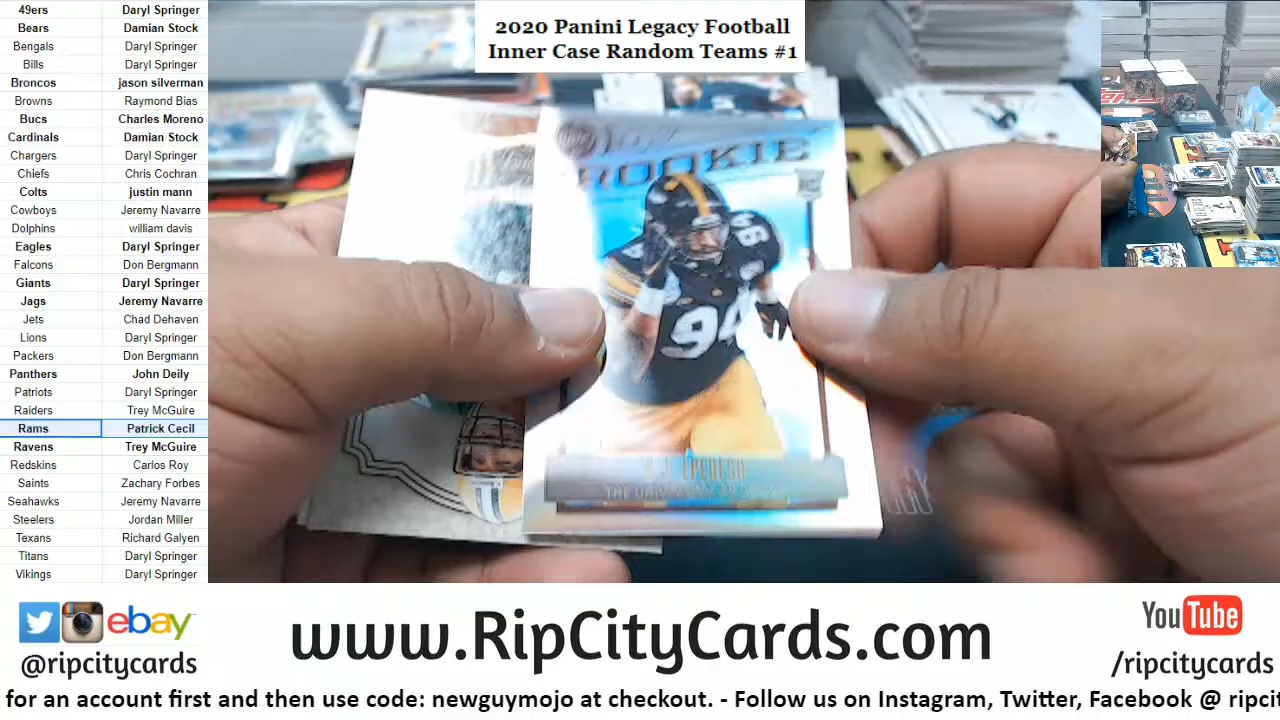 49ers Daryl Springer
Bears Damian Stock
Bengals Daryl Springer
Bills Daryl Springer
Broncos jason silverman
Browns Raymond Bias
Bucs Charles Moreno
Cardinals Damian Stock
Chargers Daryl Springer
Chiefs Chris Cochran
Colts justin mann
Cowboys Jeremy Navarre
Dolphins william davis
Eagles Daryl Springer
Falcons Don Bergmann
Giants Daryl Springer
Jags Jeremy Navarre
Jets Chad Dehaven
Lions Daryl Springer
Packers Don Bergmann
Panthers John Deily
Patriots Daryl Springer
Raiders Trey McGuire
Rams Patrick Cecil
Ravens Trey McGuire
Redskins Carlos Roy
Saints Zachary Forbes
Seahawks Jeremy Navarre
Steelers Jordan Miller
Texans Richard Galyen
Titans Daryl Springer
Vikings Daryl Springer
2020 Panini Legacy Football
Inner Case Random Teams #1
ROOKIE
RC
94
94
THE UNIVERSITY OF
ebay
@ripcitycards
www.RipCityCards.com
YouTube
/ripcitycards
for an account first and then use code: newguymojo at checkout. - Follow us on Instagram, Twitter, Facebook @ ripci